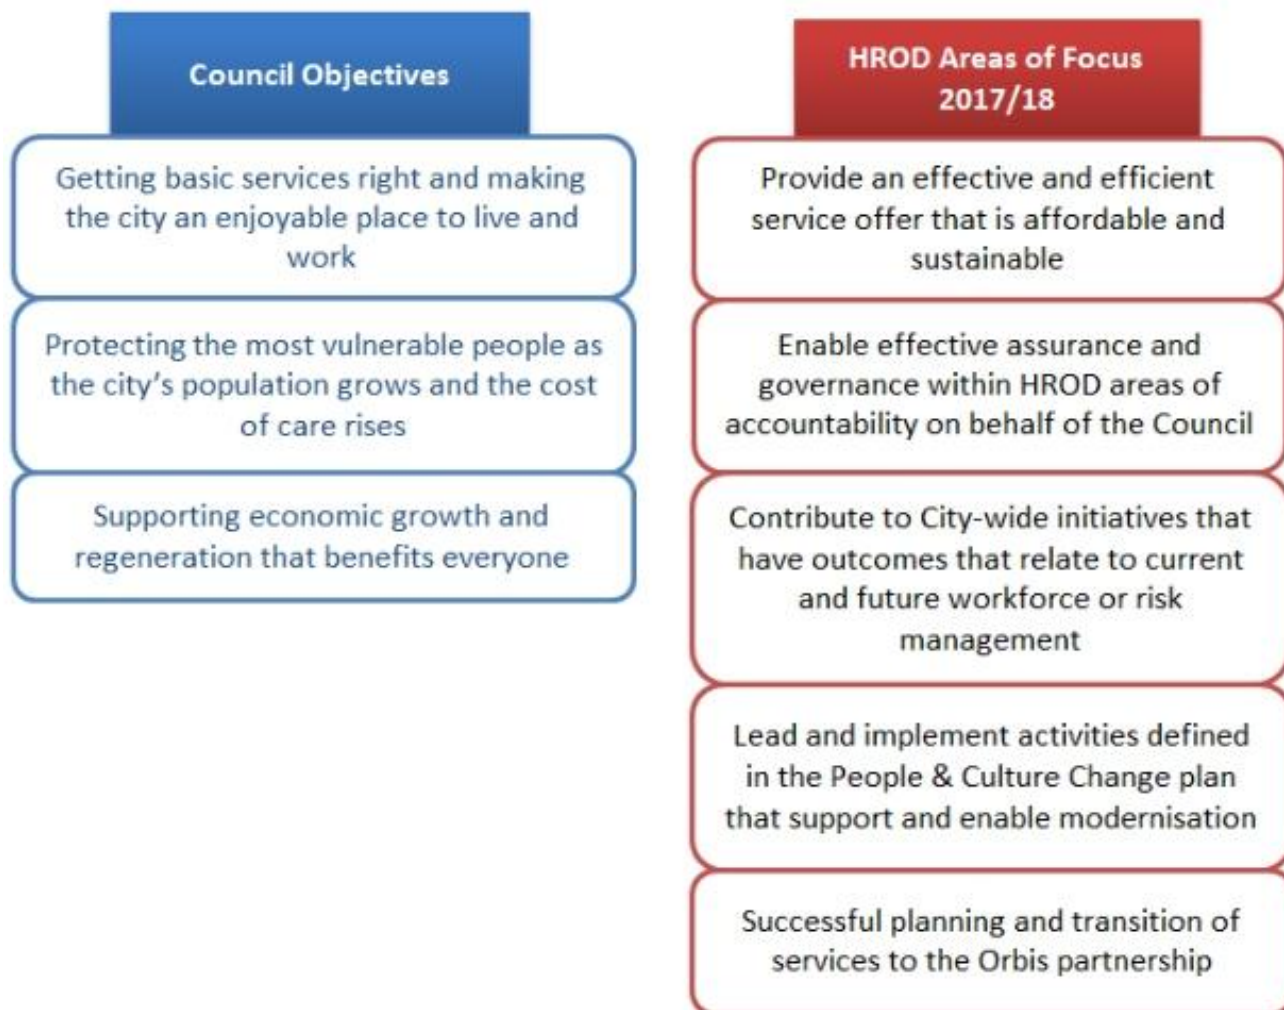 Council Objectives
Getting basic services right and making
the city an enjoyable place to live and
work
Protecting the most vulnerable people as
the city's population grows and the cost
of care rises
Supporting economic growth and
regeneration that benefits everyone
HROD Areas of Focus
2017/18
Provide an effective and efficient
service offer that is affordable and
sustainable
Enable effective assurance and
governance within HROD areas of
accountability on behalf of the Council
Contribute to City-wide initiatives that
have outcomes that relate to current
and future workforce or risk
management
Lead and implement activities defined
in the People & Culture Change plan
that support and enable modernisation
Successful planning and transition of
services to the Orbis partnership